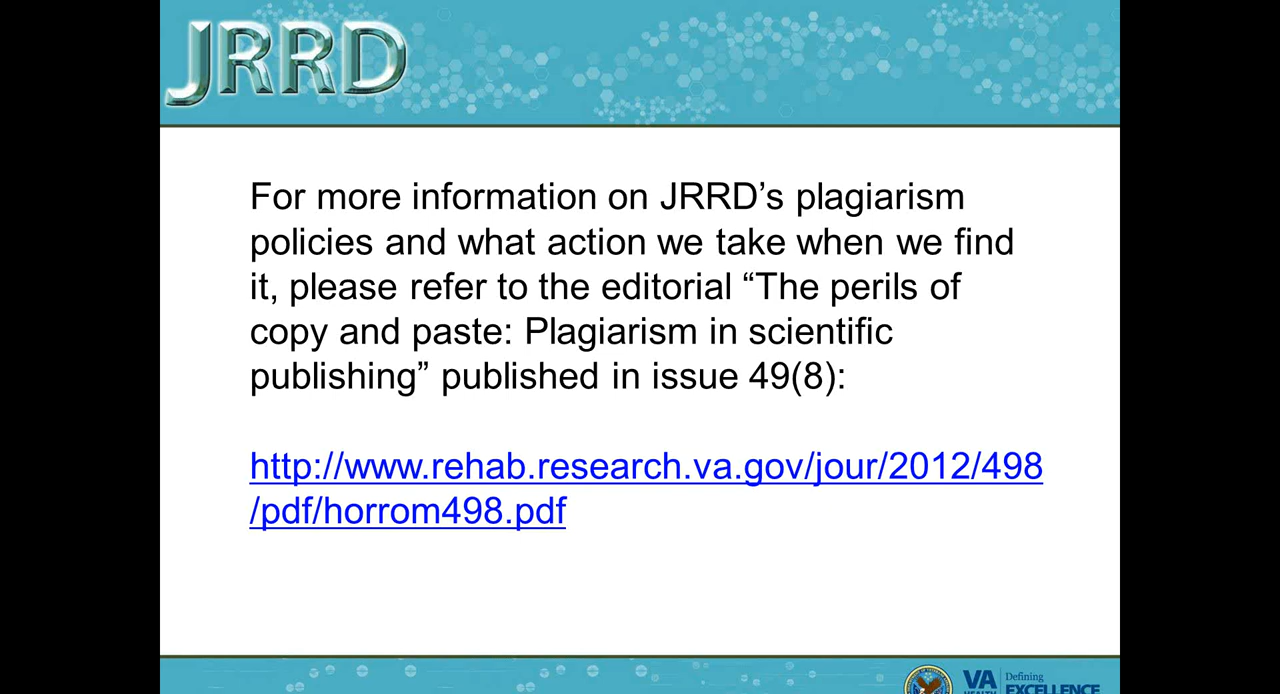 JRRD
For more information on JRRD’s plagiarism
policies and what action we take when we find
it, please refer to the editorial “The perils of
copy and paste: Plagiarism in scientific
publishing” published in issue 49(8):
http://www.rehab.research.va.gov/jour/2012/498
/pdf/horrom498.pdf
VA
HEALTH
Defining
EXCELLENCE